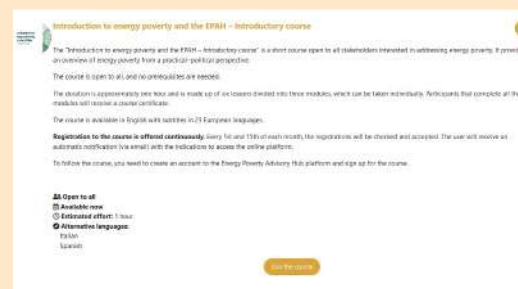 Introduction to energy poverty and the EPAH – Introductory course
The "Introduction to energy poverty and the EPAH – Introductory course" is a short course open to all stakeholders interested in addressing energy poverty. It provid
an overview of energy poverty from a practical-political perspective.
The course is open to all, and no prerequisites are needed.
The duration is approximately one hour and is made up of six lessons divided into three modules, which can be taken individually. Participants that complete all the
modules will receive a course certificate.
The course is available in English with subtitles in 23 European languages.
Registration to the course is offered continuously. Every 1st and 15th of each month, the registrations will be checked and accepted. The user will receive an
automatic notification (via email) with the indications to access the online platform.
To follow the course, you need to create an account to the Energy Poverty Advisory Hub platform and sign up for the course.
Open to all
Available now
Estimated effort: 1 hour
Alternative languages:
Italian
Spanish
the course